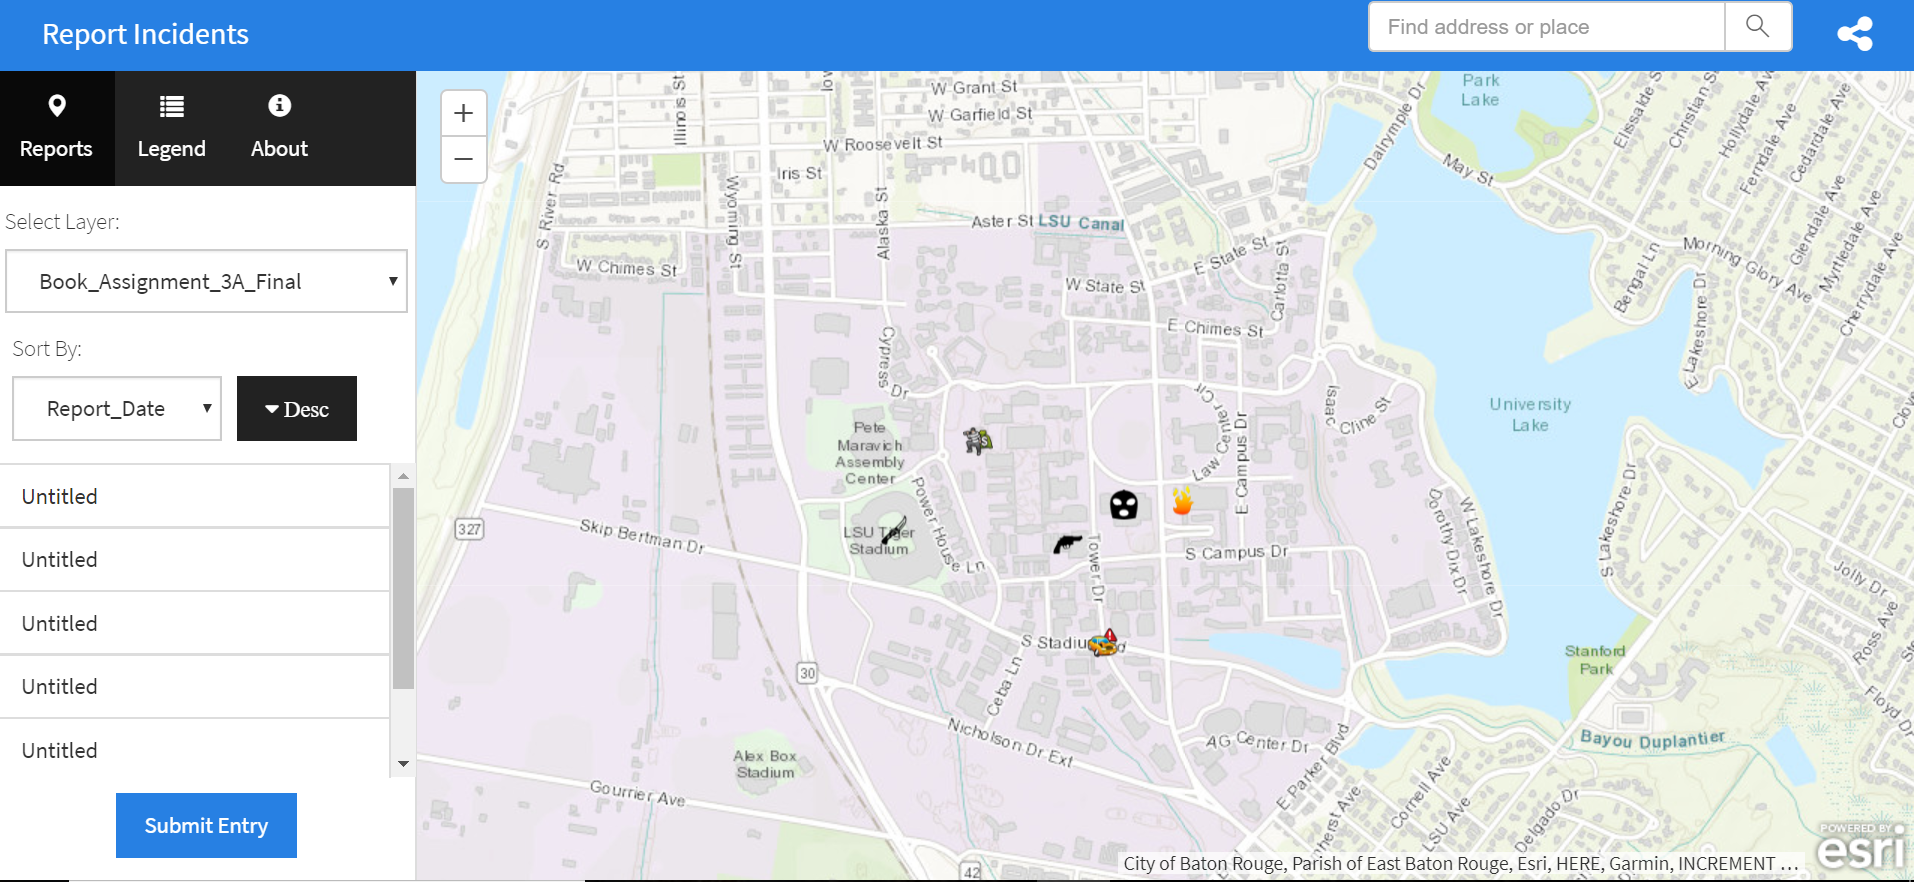 Report Incidents
Find address or place
Reports
Legend
About
Select Layer:
Book_Assignment_3A_Final
Sort By:
Report_Date
Desc
Untitled
Untitled
Untitled
Untitled
Untitled
Submit Entry
+
−
W Grant St
W Garfield St
W Roosevelt St
Illinois St
Iris St
Wyoming St
Alaska St
S River Rd
Aster St
LSU Canal
W Chimes St
E State St
W State St
Carlotta St
E Chimes St
Cypress Dr
Isaac Cline St
Law Center Cir
E Campus Dr
Pete
Maravich
Assembly
Center
Power House Ln
LSU Tiger
Stadium
327
Skip Bertman Dr
Tower Dr
S Campus Dr
Dorothy Dix Dr
W Lakeshore Dr
S Lakeshore Dr
Ceba Ln
30
Nicholson Dr Ext
AG Center Dr
E Parker Blvd
Alex Box
Stadium
Gourrier Ave
42
Park
Lake
Dalrymple Dr
May St
Christian St
Hollydale Ave
Ferndale Ave
Cedardale Ave
Glendale Ave
Myrtledale Ave
Cherrydale Ave
Morning Glory Ave
Bengal Ln
E Lakeshore Dr
University
Lake
Jolly Dr
Ross Ave
Floyd Dr
Stanford
Park
Bayou Duplantier
Cornell Ave
LSU Ave
Delgado Dr
City of Baton Rouge, Parish of East Baton Rouge, Esri, HERE, Garmin, INCREMENT ...
POWERED BY
esri